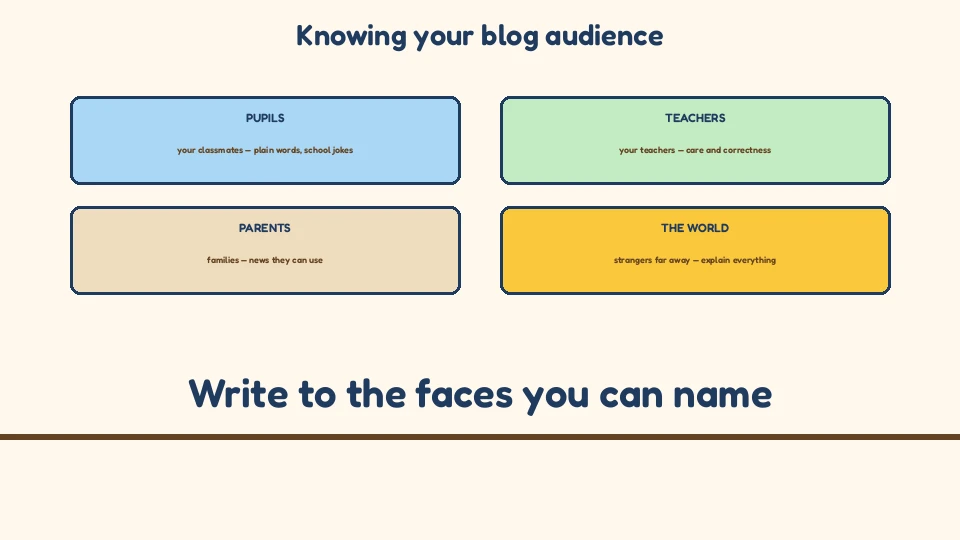 Knowing your blog audience
PUPILS
your classmates — plain words, school jokes
TEACHERS
your teachers — care and correctness
PARENTS
families — news they can use
THE WORLD
strangers far away — explain everything
Write to the faces you can name